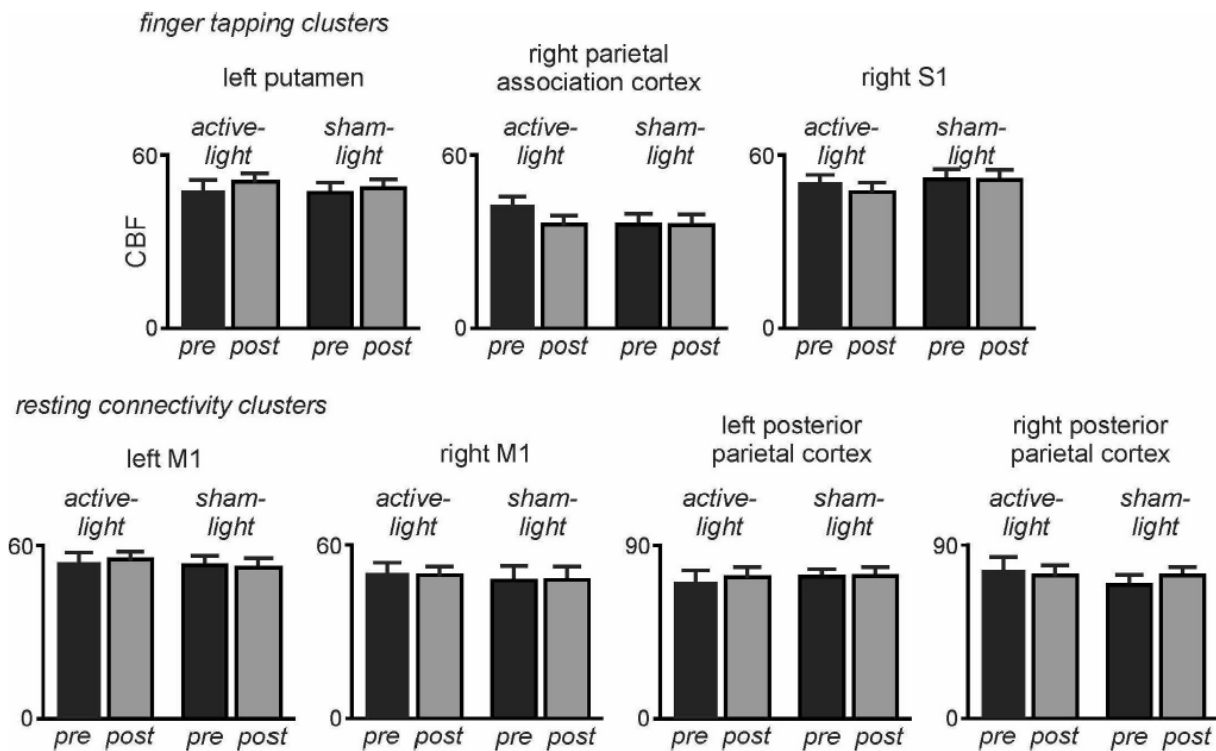 finger tapping clusters
left putamen
right parietal
association cortex
right S1
active-
light
sham-
light
active-
light
sham-
light
active-
light
sham-
light
60
CBF
0
60
0
60
0
pre post pre post
pre post pre post
pre post pre post
resting connectivity clusters
left M1
right M1
left posterior
parietal cortex
right posterior
parietal cortex
active-
light
sham-
light
active-
light
sham-
light
active-
light
sham-
light
active-
light
sham-
light
60
0
60
0
90
0
90
0
pre post pre post
pre post pre post
pre post pre post
pre post pre post